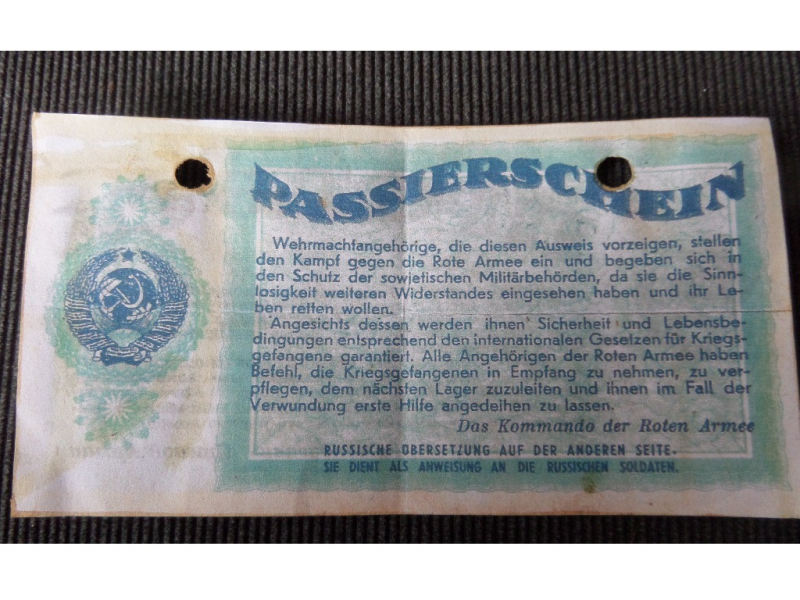 PASSIERSCHEIN
Wehrmachtangehörige, die diesen Ausweis vorzeigen, stellen
den Kampf gegen die Rote Armee ein und begeben sich in
den Schutz der sowjetischen Militärbehörden, da sie die Sinn-
losigkeit weiteren Widerstandes eingesehen haben und ihr Le-
ben retten wollen.
Angesichts dessen werden ihnen Sicherheit und Lebensbe-
dingungen entsprechend den internationalen Gesetzen für Kriegs-
gefangene garantiert. Alle Angehörigen der Roten Armee haben
Befehl, die Kriegsgefangenen in Empfang zu nehmen, zu ver-
pflegen, dem nächsten Lager zuzuleiten und ihnen im Fall der
Verwundung erste Hilfe angedeihen zu lassen.
Das Kommando der Roten Armee
RUSSISCHE ÜBERSETZUNG AUF DER ANDEREN SEITE.
SIE DIENT ALS ANWEISUNG AN DIE RUSSISCHEN SOLDATEN.